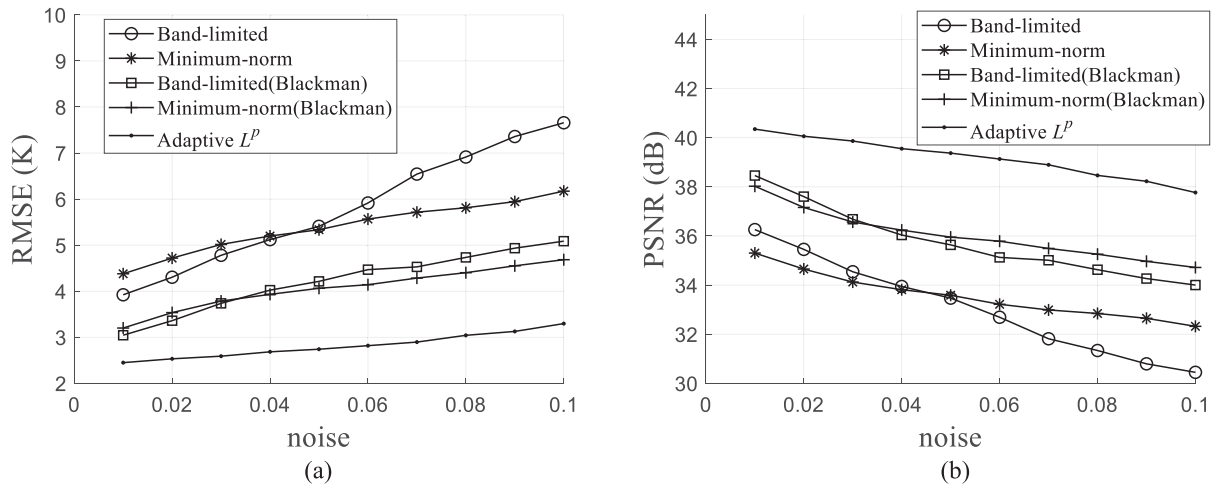 10
9
8
7
6
5
4
3
2
RMSE (K)
Band-limited
Minimum-norm
Band-limited(Blackman)
Minimum-norm(Blackman)
Adaptive L^p
0 0.02 0.04 0.06 0.08 0.1
noise
(a)
44
42
40
38
36
34
32
30
PSNR (dB)
Band-limited
Minimum-norm
Band-limited(Blackman)
Minimum-norm(Blackman)
Adaptive L^p
0 0.02 0.04 0.06 0.08 0.1
noise
(b)